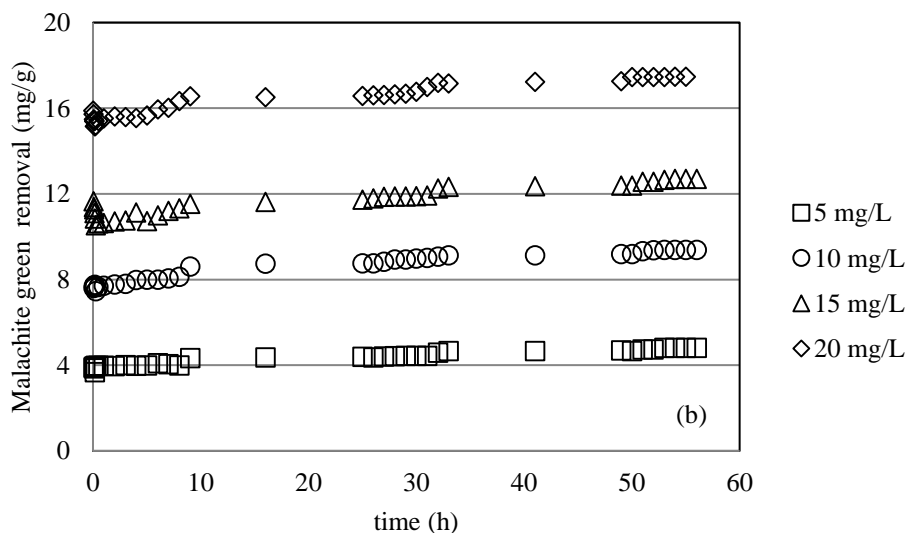 20
16
12
8
4
0
Malachite green removal (mg/g)
0 10 20 30 40 50 60
time (h)
(b)
5 mg/L
10 mg/L
15 mg/L
20 mg/L